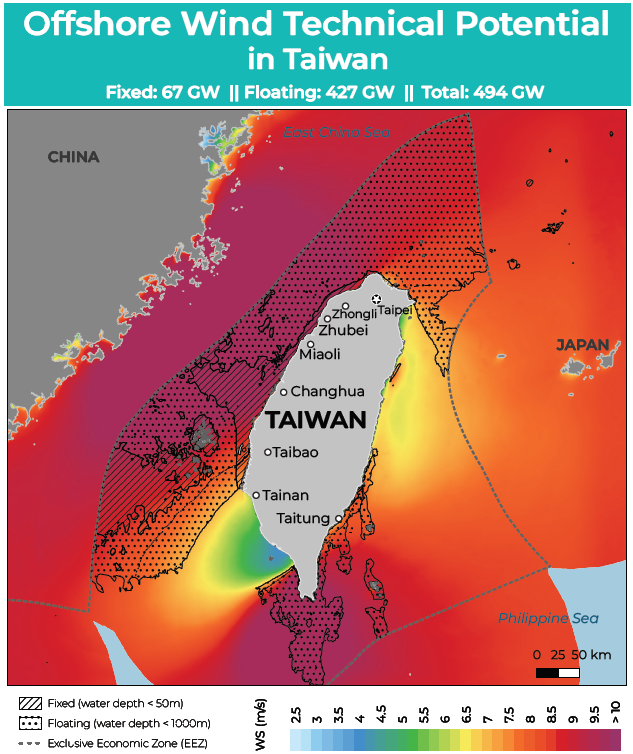 Offshore Wind Technical Potential
in Taiwan
Fixed: 67 GW || Floating: 427 GW || Total: 494 GW
East China Sea
CHINA
Taipei
Zhongli
Zhubei
JAPAN
Miaoli
Changhua
TAIWAN
Taibao
Tainan
Taitung
Philippine Sea
0 25 50 km
Fixed (water depth < 50m)
Floating (water depth < 1000m)
Exclusive Economic Zone (EEZ)
WS (m/s)
2.5
3
3.5
4
4.5
5
5.5
6
6.5
7
7.5
8
8.5
9
9.5
>10